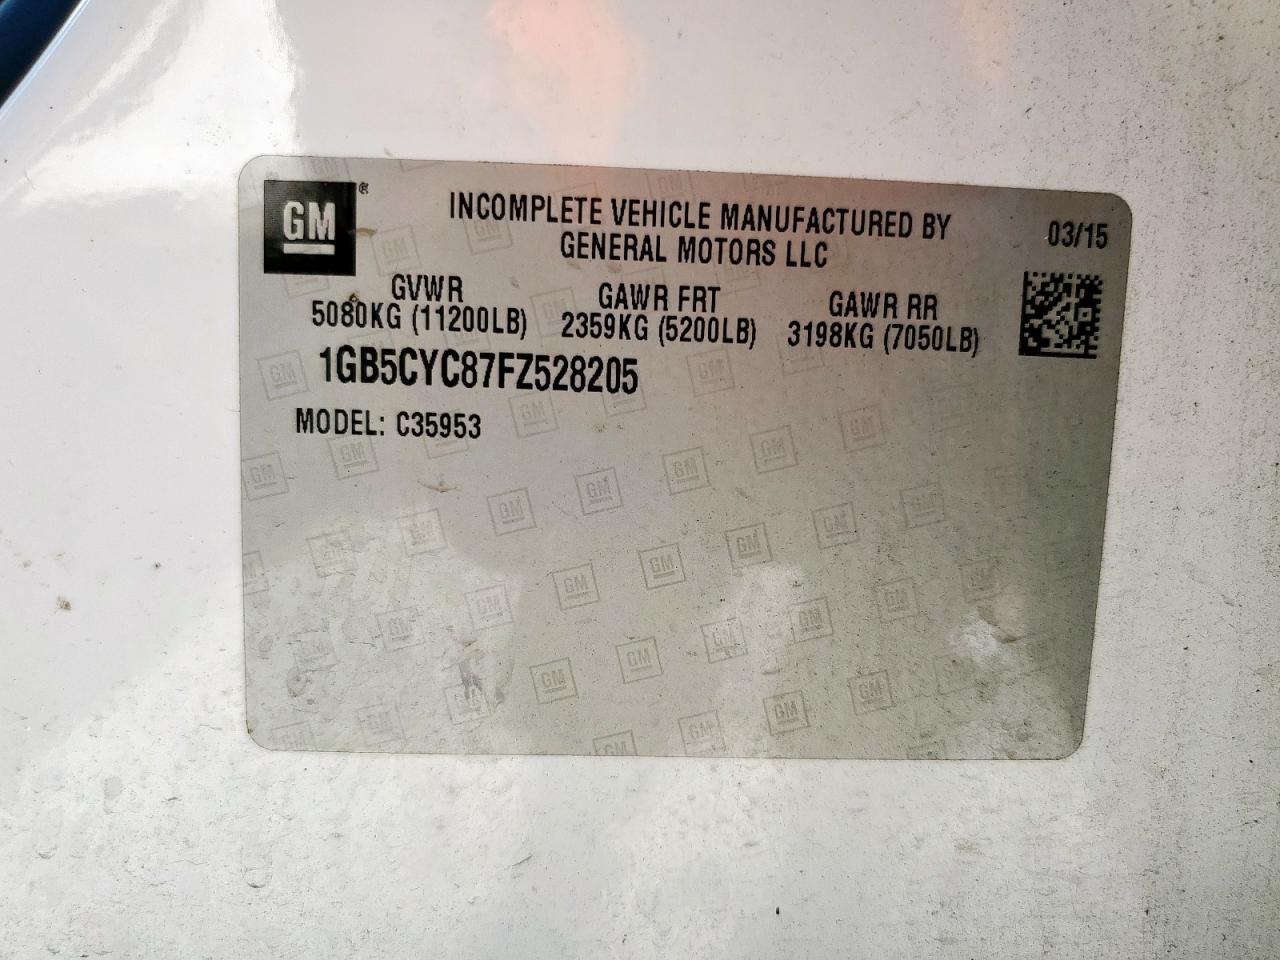 GM®
INCOMPLETE VEHICLE MANUFACTURED BY
GENERAL MOTORS LLC
03/15
GVWR GAWR FRT GAWR RR
5080KG (11200LB) 2359KG (5200LB) 3198KG (7050LB)
1GB5CYC87FZ528205
MODEL: C35953